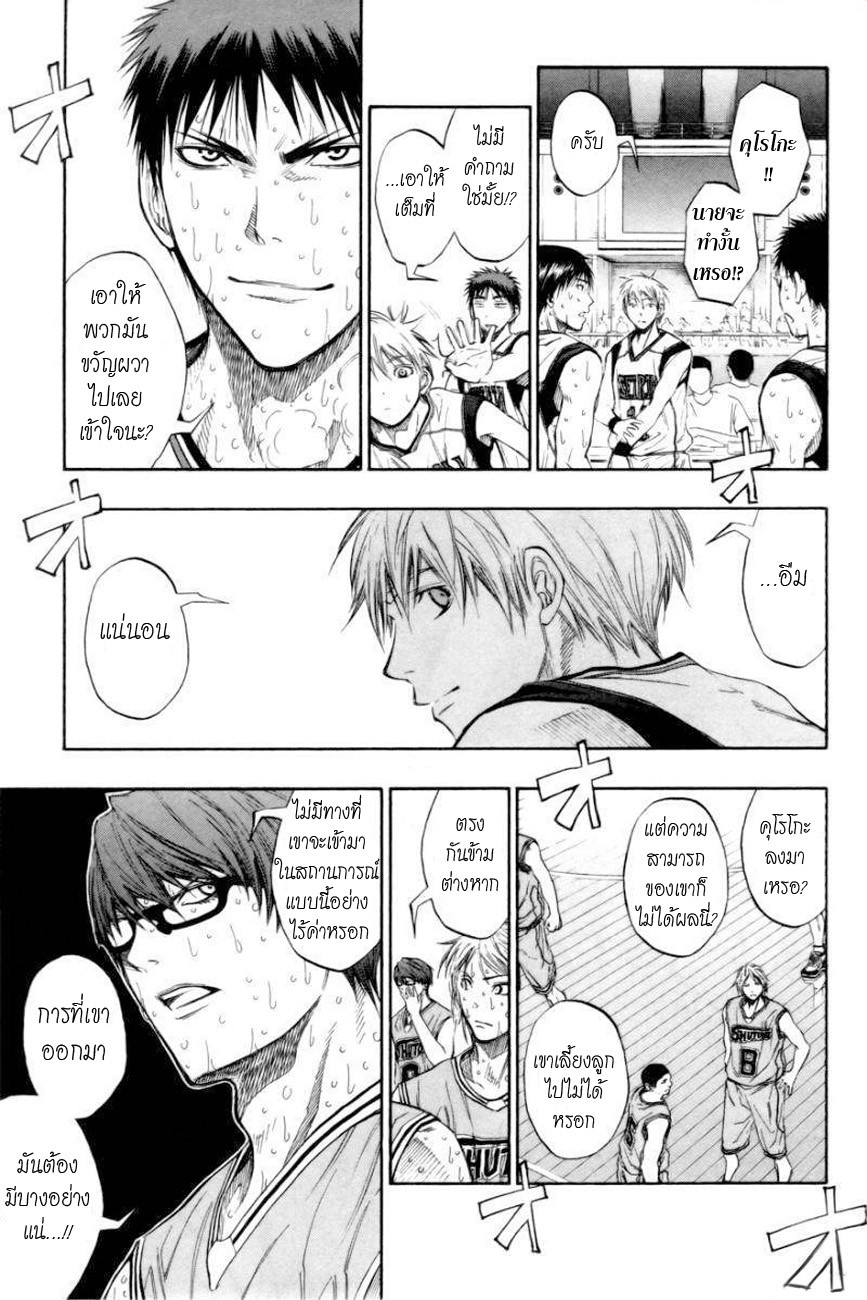 คุโรโกะ
!!
นายจะ
ทำงั้น
เหรอ!?
ครับ
ไม่มี
คำถาม
ใช่มั้ย!?
...เอาให้
เต็มที่
เอาให้
พวกมัน
ขวัญผวา
ไปเลย
เข้าใจนะ?
オ
オ
...อืม
แน่นอน
オ
オ
คุโรโกะ
ลงมา
เหรอ?
แต่ความ
สามารถ
ของเขาก็
ไม่ได้ผลนี่?
เขาเลี้ยงลูก
ไปไม่ได้
หรอก
8
ตรง
กันข้าม
ต่างหาก
ไม่มีทางที่
เขาจะเข้ามา
ในสถานการณ์
แบบนี้อย่าง
ไร้ค่าหรอก
การที่เขา
ออกมา
มันต้อง
มีบางอย่าง
แน่...!!
オ
オ